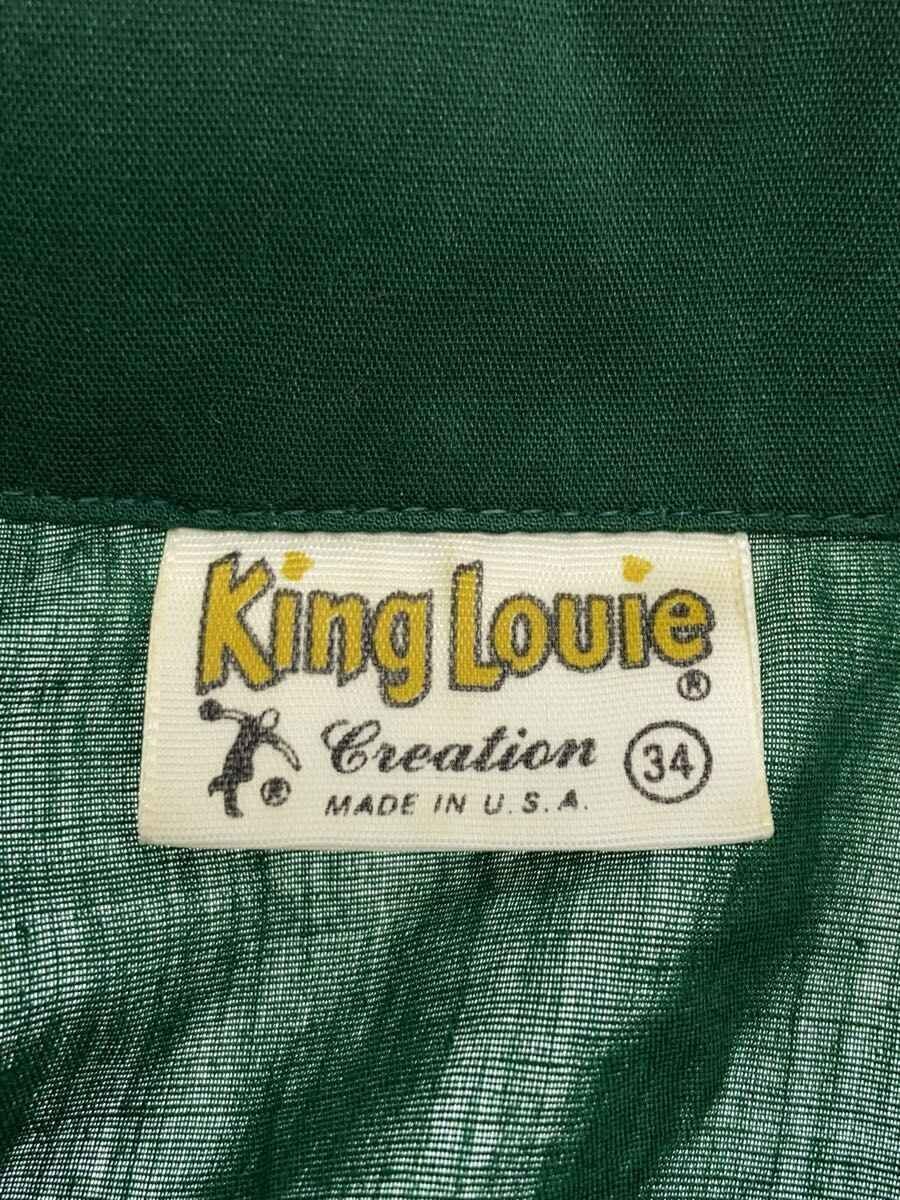 King Louie ®
® Creation 34
MADE IN U.S.A.